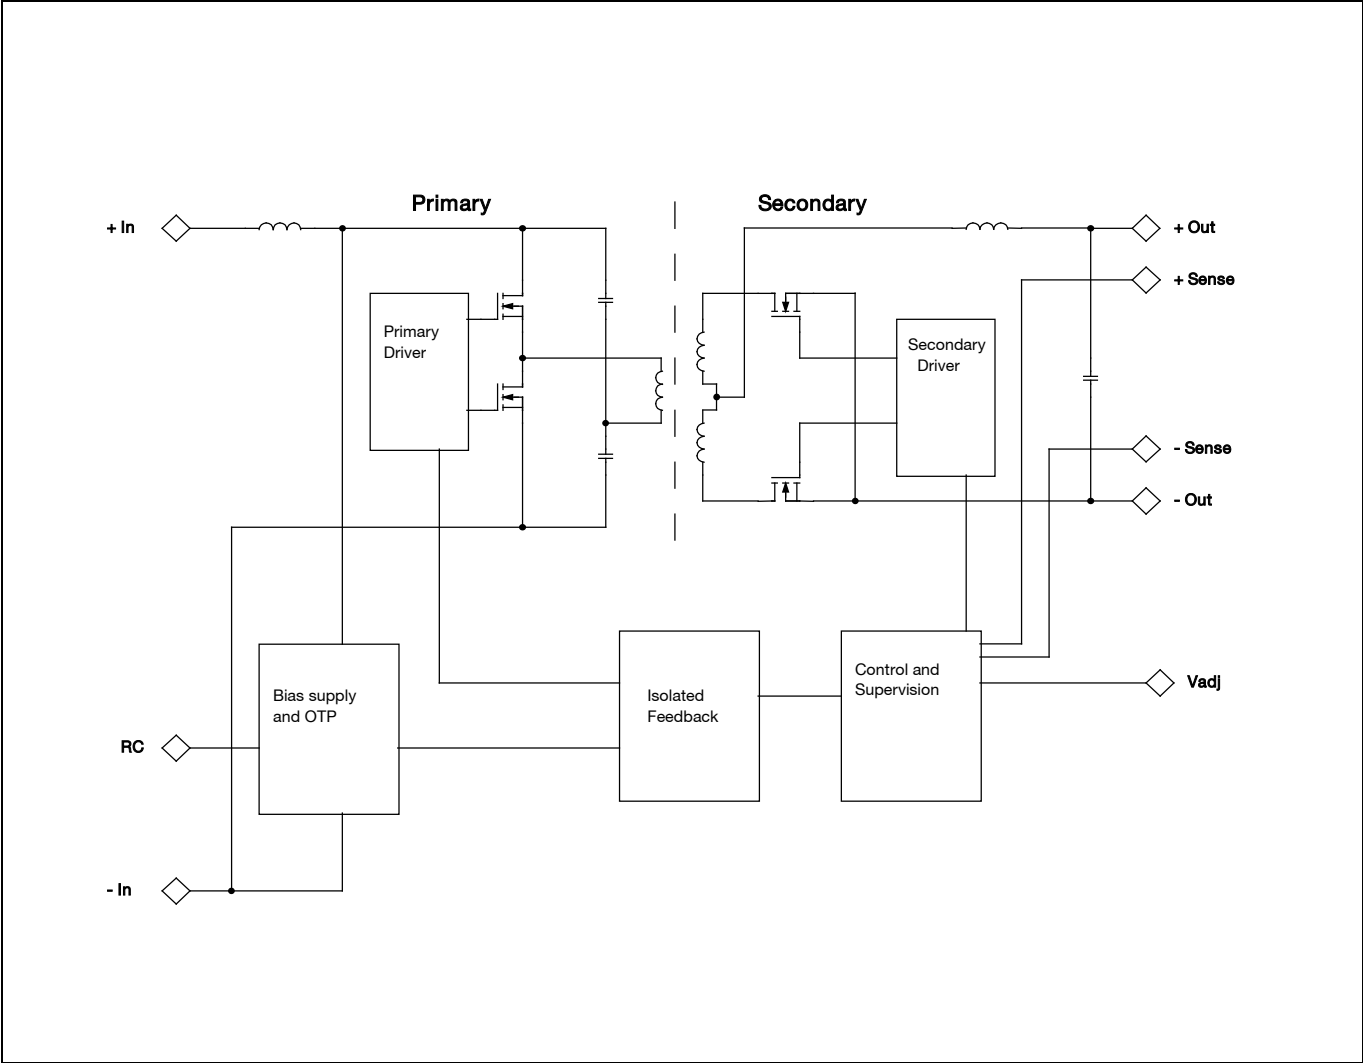 Primary
Secondary
+ In
+ Out
+ Sense
Primary
Driver
Secondary
Driver
- Sense
- Out
Bias supply
and OTP
Isolated
Feedback
Control and
Supervision
Vadj
RC
- In